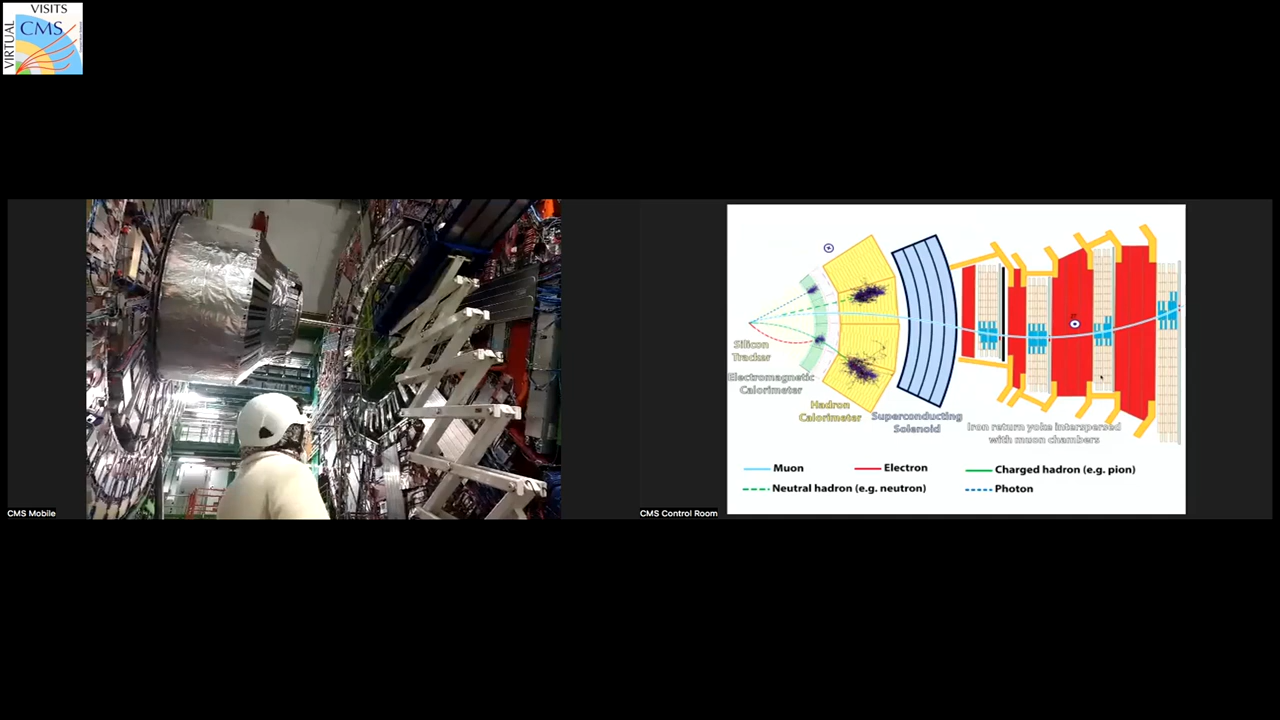 VISITS
CMS
VIRTUAL
Silicon
Tracker
Electromagnetic
Calorimeter
Hadron
Calorimeter
Superconducting
Solenoid
Iron return yoke interspersed
with muon chambers
Muon
Electron
Charged hadron (e.g. pion)
Neutral hadron (e.g. neutron)
Photon
CMS Mobile
CMS Control Room